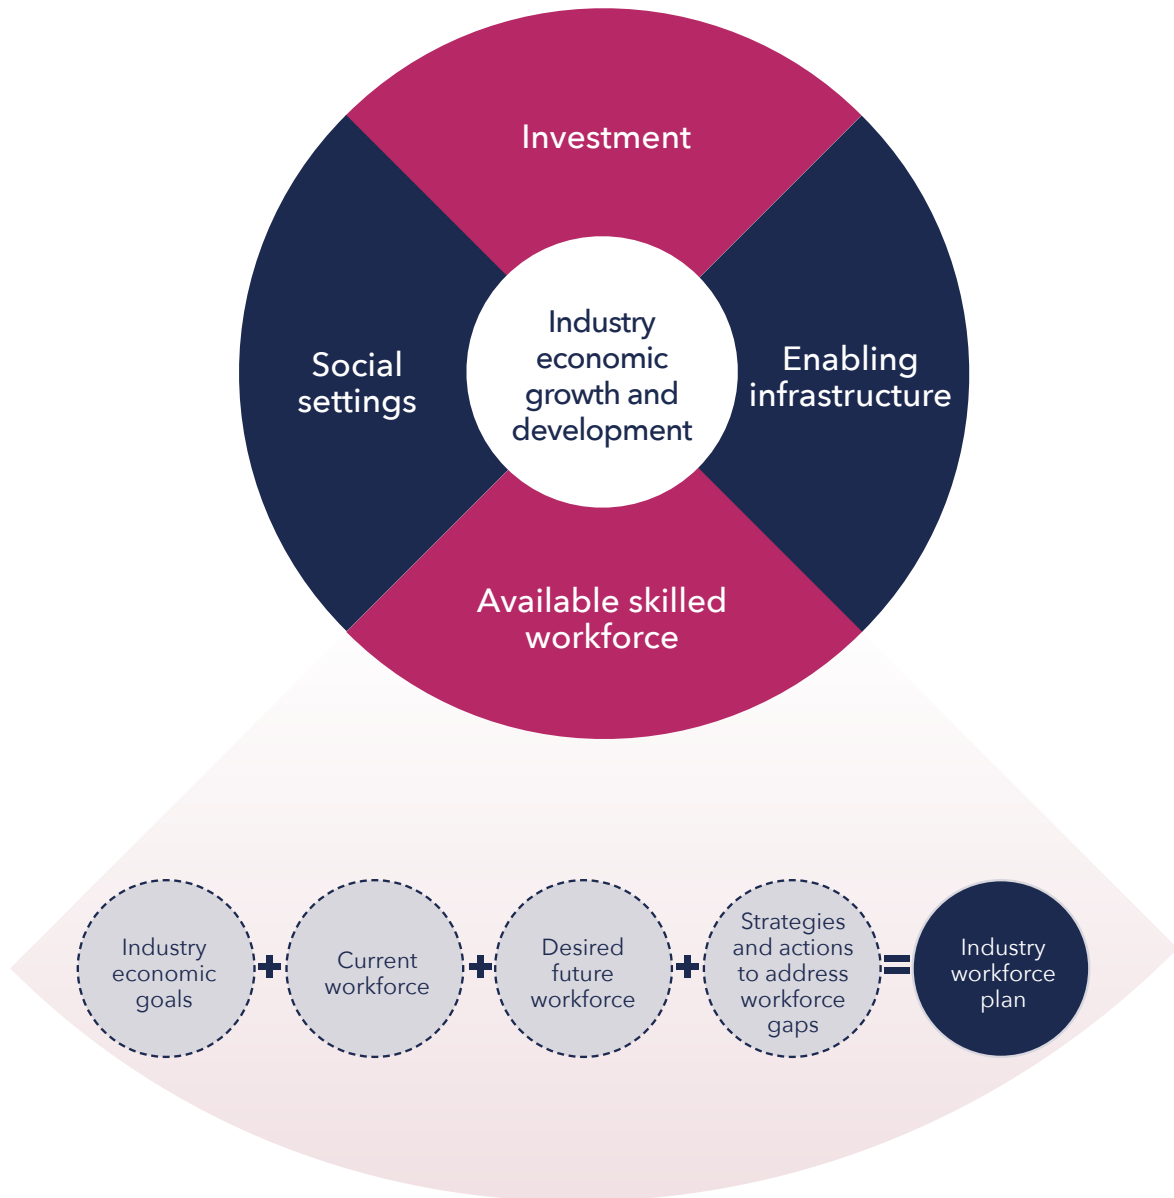 Investment
Social
settings
Industry
economic
growth and
development
Enabling
infrastructure
Available skilled
workforce
Industry
economic
goals
+
Current
workforce
+
Desired
future
workforce
+
Strategies
and actions
to address
workforce
gaps
=
Industry
workforce
plan